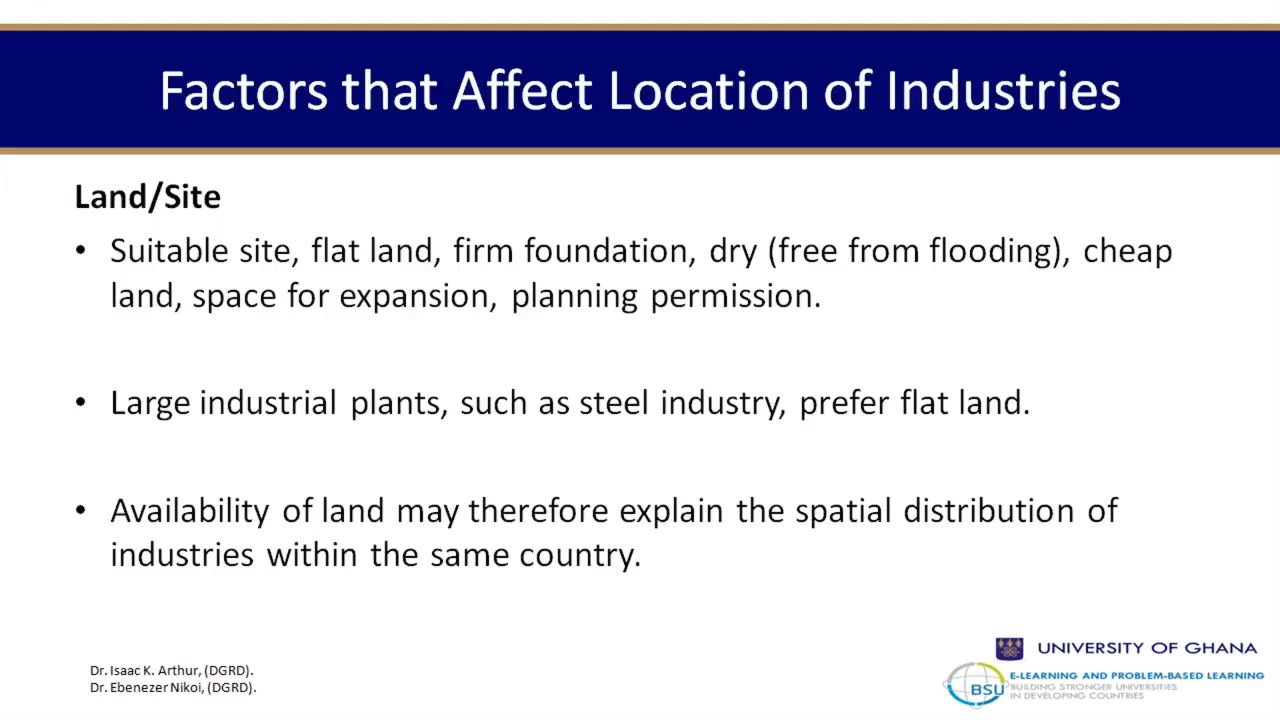 Factors that Affect Location of Industries
Land/Site
• Suitable site, flat land, firm foundation, dry (free from flooding), cheap
land, space for expansion, planning permission.
• Large industrial plants, such as steel industry, prefer flat land.
• Availability of land may therefore explain the spatial distribution of
industries within the same country.
Dr. Isaac K. Arthur, (DGRD).
Dr. Ebenezer Nikoi, (DGRD).
UNIVERSITY OF GHANA
BSU
E-LEARNING AND PROBLEM-BASED LEARNING
BUILDING STRONGER UNIVERSITIES
IN DEVELOPING COUNTRIES